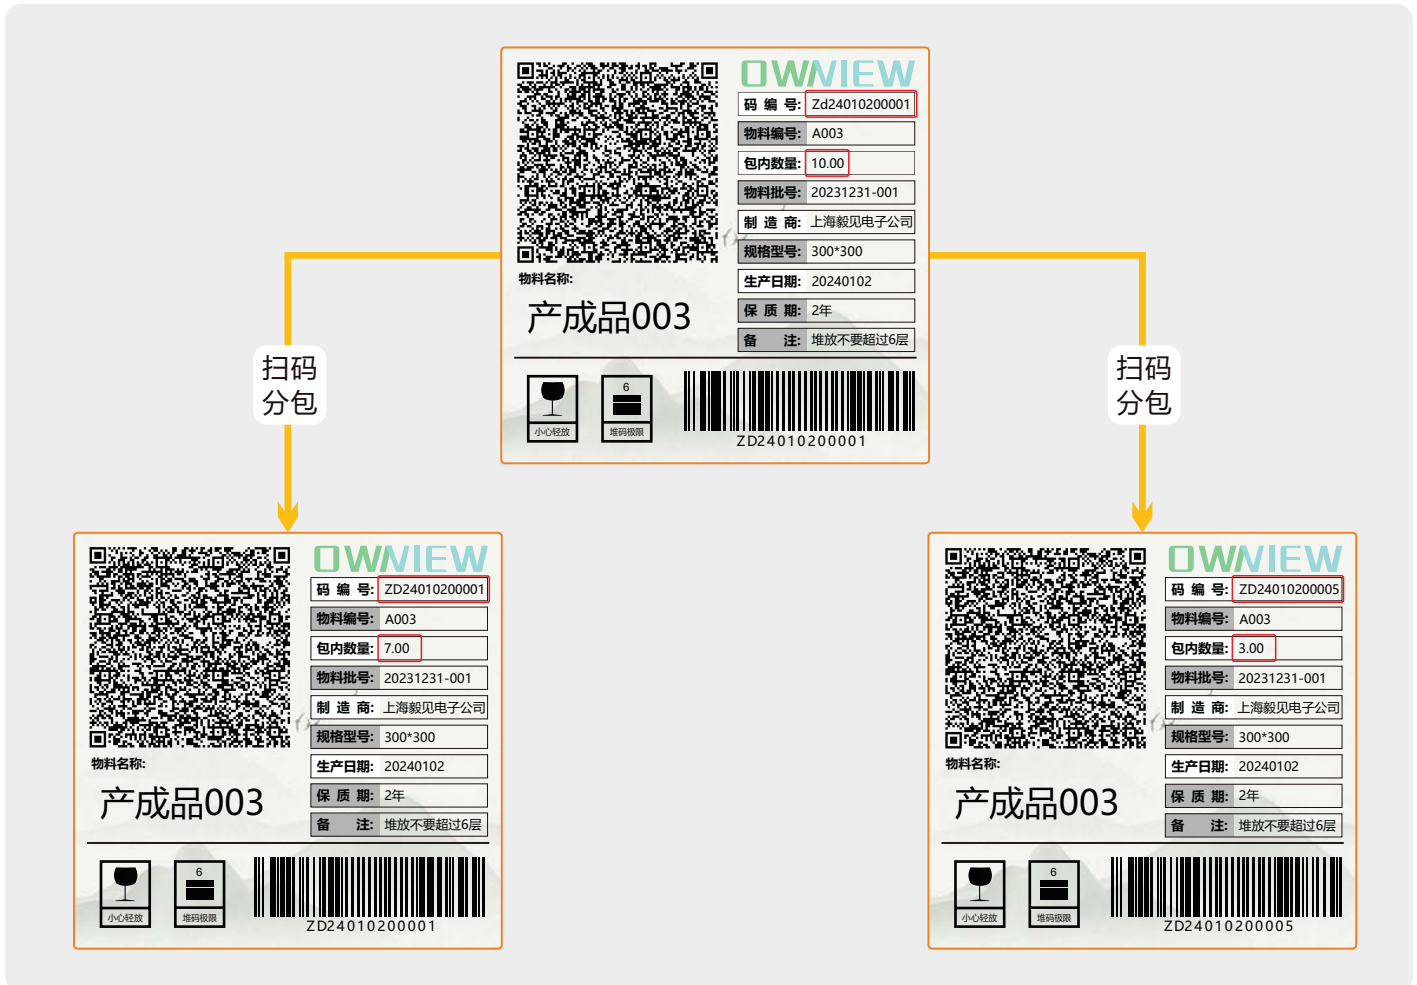 OWNVIEW
码编号: Zd24010200001
物料编号: A003
包内数量: 10.00
物料批号: 20231231-001
制造商: 上海毅见电子公司
规格型号: 300*300
生产日期: 20240102
保质期: 2年
备注: 堆放不要超过6层
物料名称:
产成品003
小心轻放
6
堆码极限
ZD24010200001
扫码
分包
扫码
分包
OWNVIEW
码编号: ZD24010200001
物料编号: A003
包内数量: 7.00
物料批号: 20231231-001
制造商: 上海毅见电子公司
规格型号: 300*300
生产日期: 20240102
保质期: 2年
备注: 堆放不要超过6层
物料名称:
产成品003
小心轻放
6
堆码极限
ZD24010200001
OWNVIEW
码编号: ZD24010200005
物料编号: A003
包内数量: 3.00
物料批号: 20231231-001
制造商: 上海毅见电子公司
规格型号: 300*300
生产日期: 20240102
保质期: 2年
备注: 堆放不要超过6层
物料名称:
产成品003
小心轻放
6
堆码极限
ZD24010200005